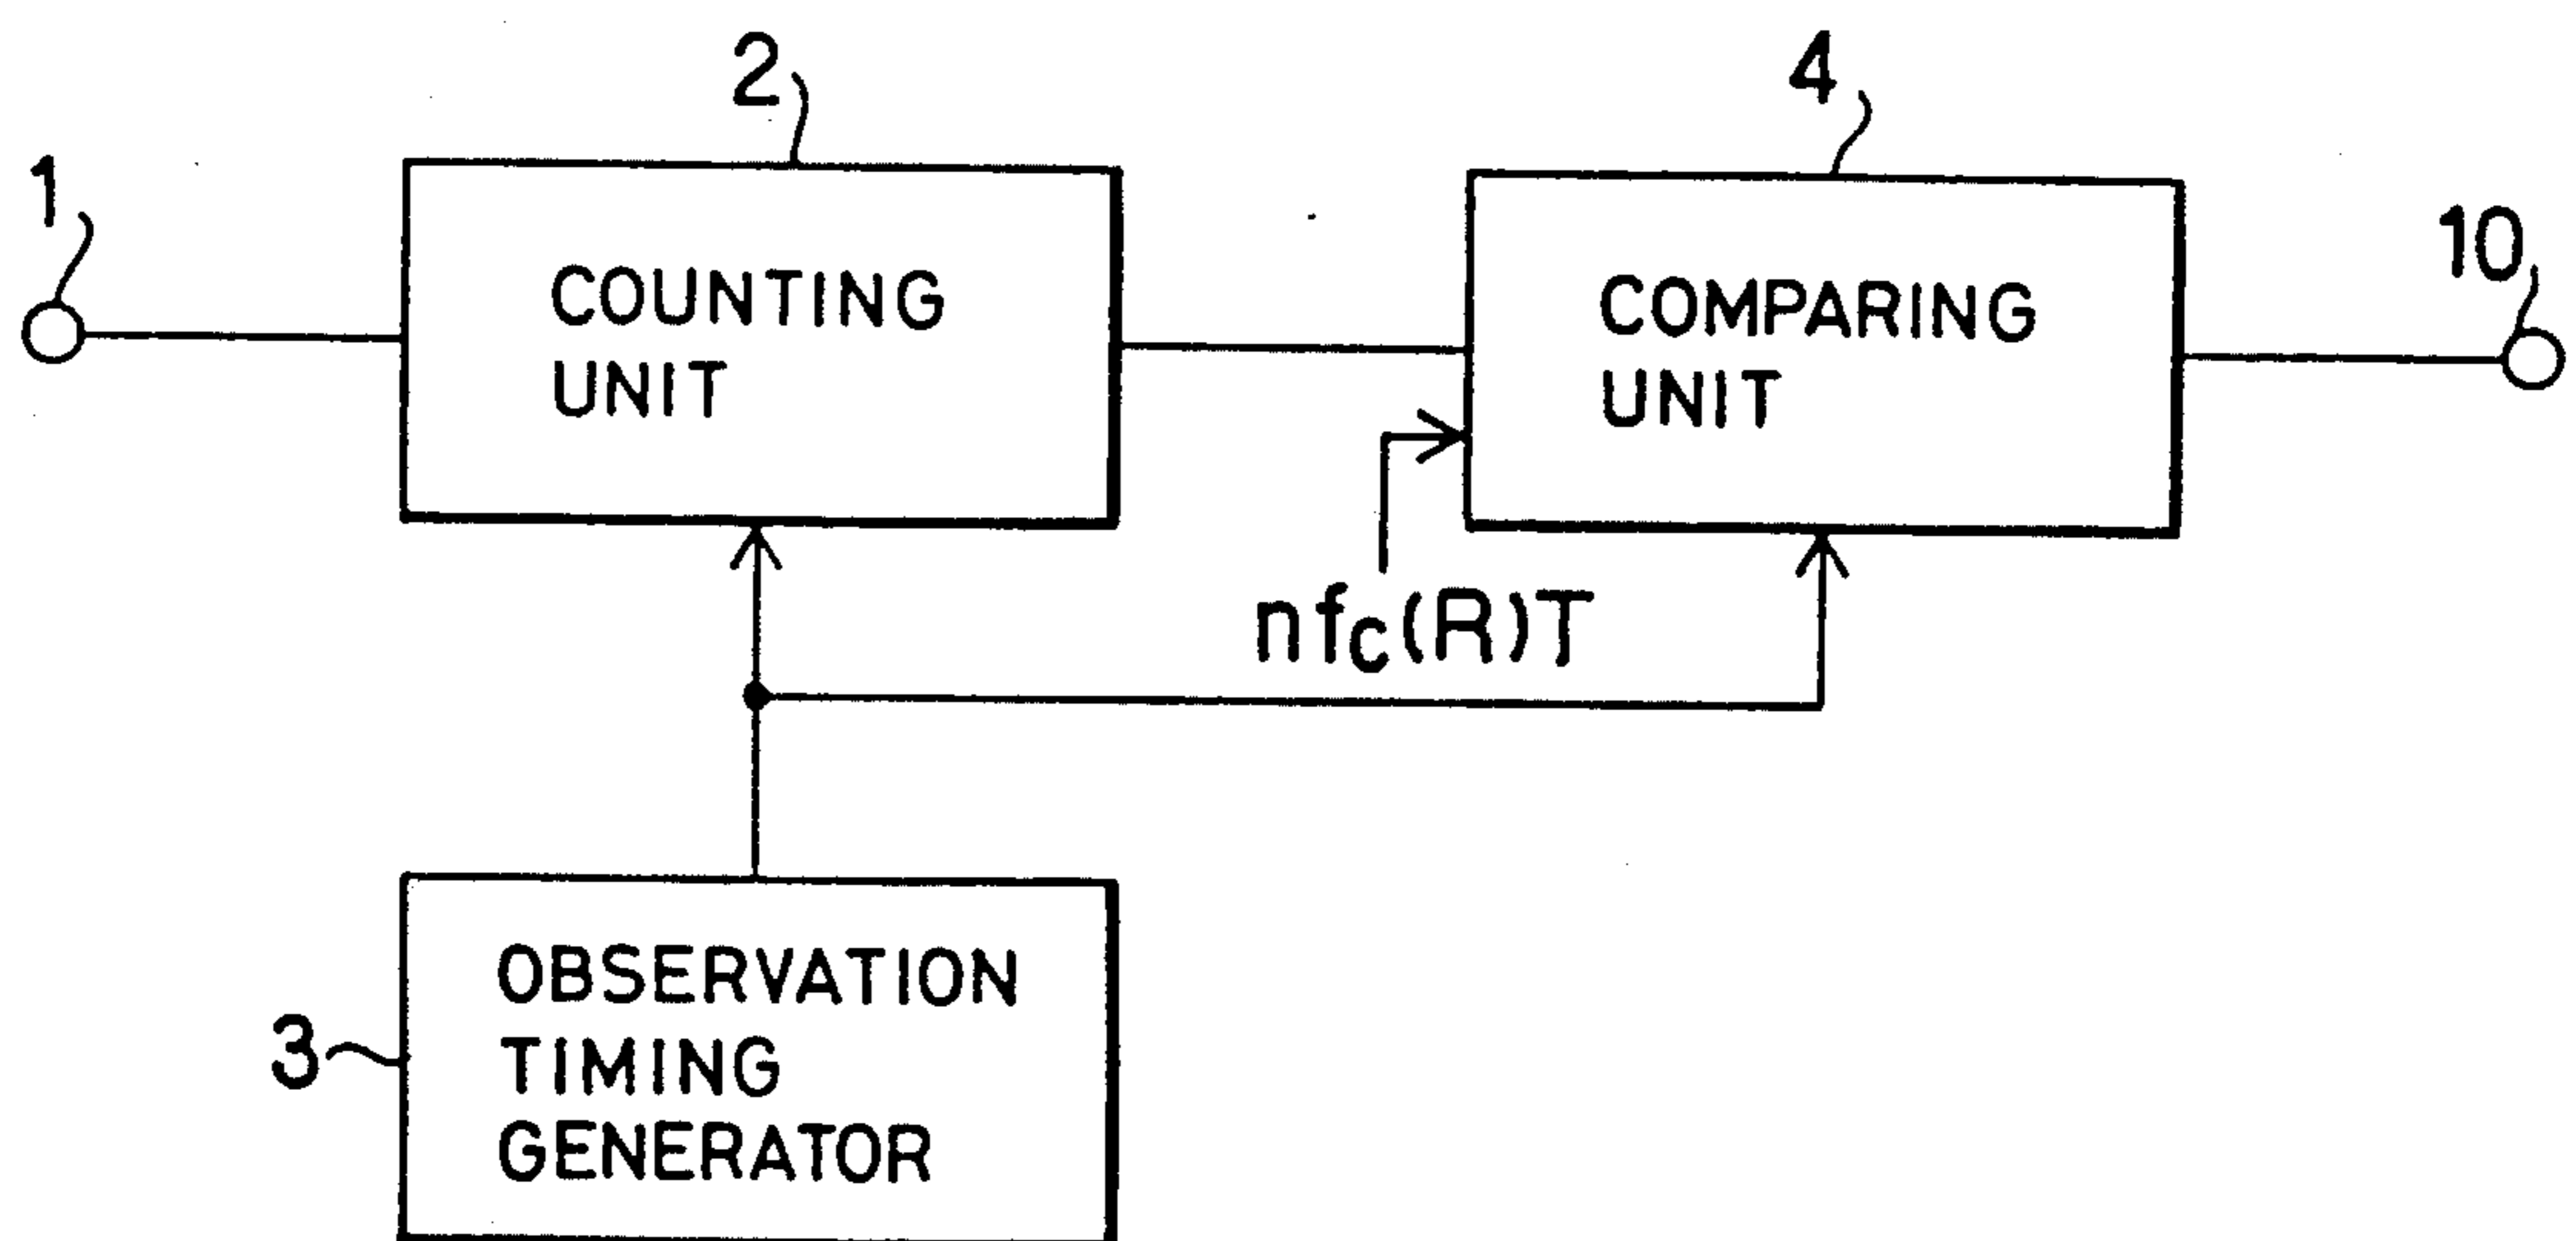 2
4
1
10
COUNTING
UNIT
COMPARING
UNIT
nfc(R)T
3
OBSERVATION
TIMING
GENERATOR